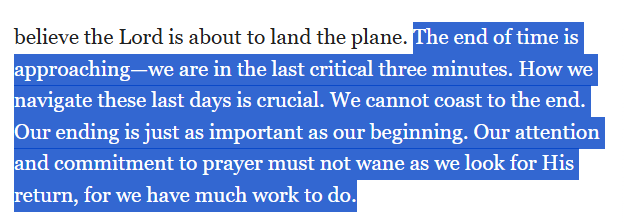 believe the Lord is about to land the plane. The end of time is
approaching—we are in the last critical three minutes. How we
navigate these last days is crucial. We cannot coast to the end.
Our ending is just as important as our beginning. Our attention
and commitment to prayer must not wane as we look for His
return, for we have much work to do.